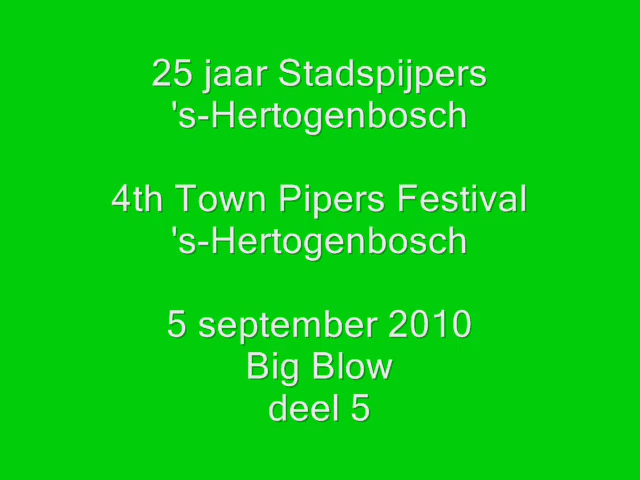 25 jaar Stadspijpers
's-Hertogenbosch
4th Town Pipers Festival
's-Hertogenbosch
5 september 2010
Big Blow
deel 5